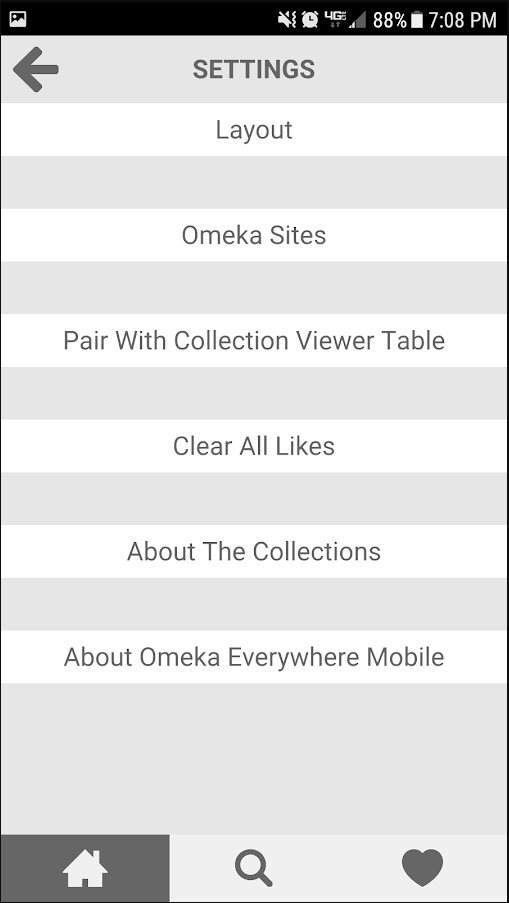 4G 88% 7:08 PM
SETTINGS
Layout
Omeka Sites
Pair With Collection Viewer Table
Clear All Likes
About The Collections
About Omeka Everywhere Mobile